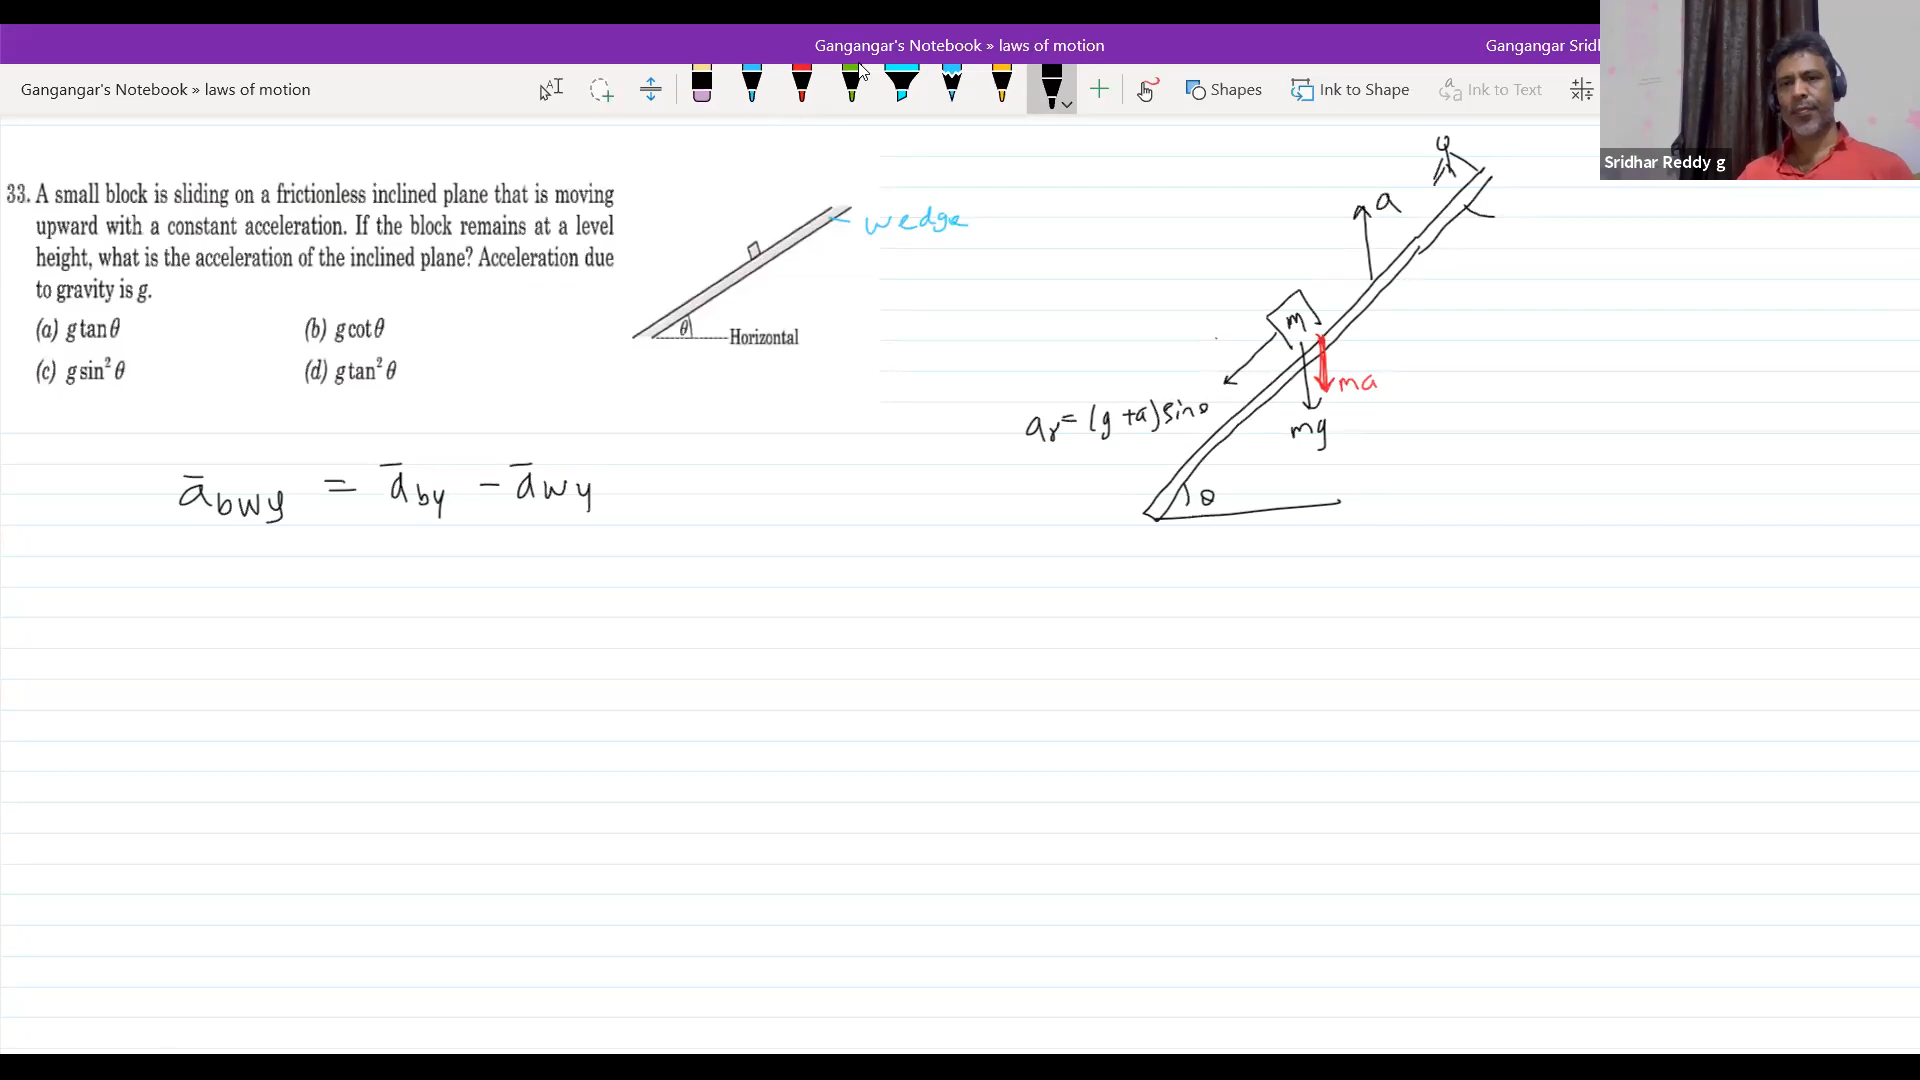 Gangangar's Notebook » laws of motion
Gangangar Sridl
Gangangar's Notebook » laws of motion
Shapes
Ink to Shape
Ink to Text
Sridhar Reddy g
33. A small block is sliding on a frictionless inclined plane that is moving
upward with a constant acceleration. If the block remains at a level
height, what is the acceleration of the inclined plane? Acceleration due
to gravity is g.
(a) g tan θ (b) g cot θ
(c) g sin² θ (d) g tan² θ
wedge
θ
Horizontal
a
m
ma
mg
aᵣ = (g + a) sin θ
θ
ā_bwy = ā_by - ā_wy